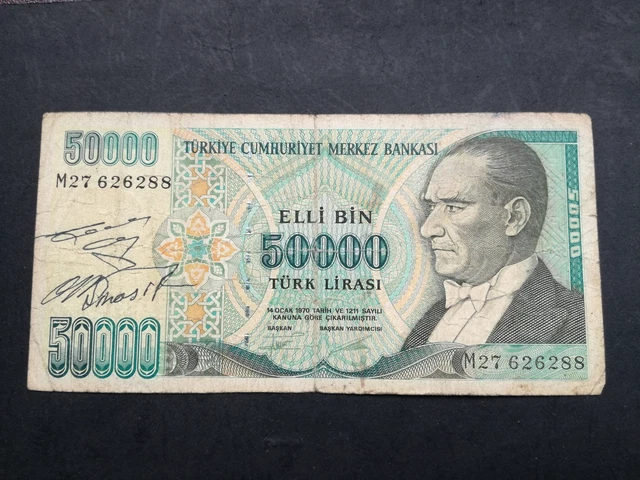 50000
TÜRKİYE CUMHURİYET MERKEZ BANKASI
M27 626288
ELLİ BİN
50000
TÜRK LİRASI
14 OCAK 1970 TARİH VE 1211 SAYILI
KANUNA GÖRE ÇIKARILMIŞTIR.
BAŞKAN BAŞKAN YARDIMCISI
50000
50000
M27 626288